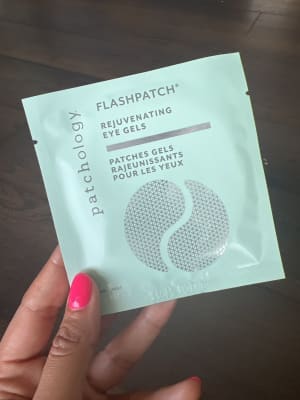 patchology
FLASHPATCH®
REJUVENATING
EYE GELS
PATCHES GELS
RAJEUNISSANTS
POUR LES YEUX